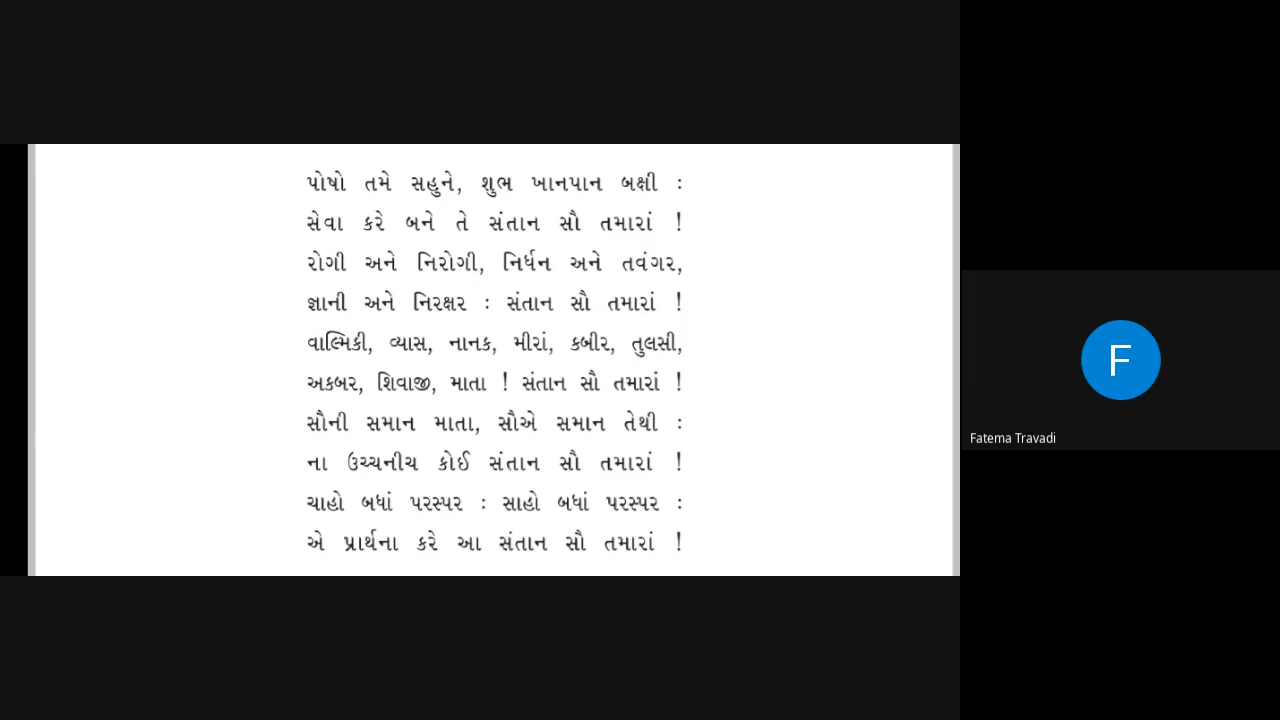 પોષો તમે સહુને, શુભ ખાનપાન બક્ષી :
સેવા કરે બને તે સંતાન સૌ તમારાં !
રોગી અને નિરોગી, નિર્ધન અને તવંગર,
જ્ઞાની અને નિરક્ષર : સંતાન સૌ તમારાં !
વાલ્મિકી, વ્યાસ, નાનક, મીરાં, કબીર, તુલસી,
અકબર, શિવાજી, માતા ! સંતાન સૌ તમારાં !
સૌની સમાન માતા, સૌએ સમાન તેથી :
ના ઉચ્ચનીચ કોઈ સંતાન સૌ તમારાં !
ચાહો બધાં પરસ્પર : સાહો બધાં પરસ્પર :
એ પ્રાર્થના કરે આ સંતાન સૌ તમારાં !
F
Fatema Travadi